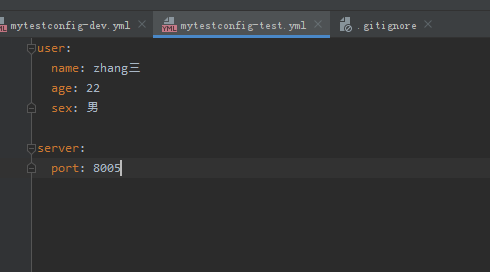 mytestconfig-dev.yml mytestconfig-test.yml .gitignore
YML
user:
name: zhang三
age: 22
sex: 男
server:
port: 8005